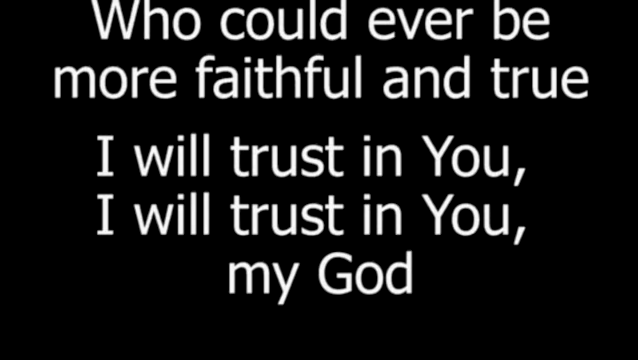 Who could ever be
more faithful and true
I will trust in You,
I will trust in You,
my God